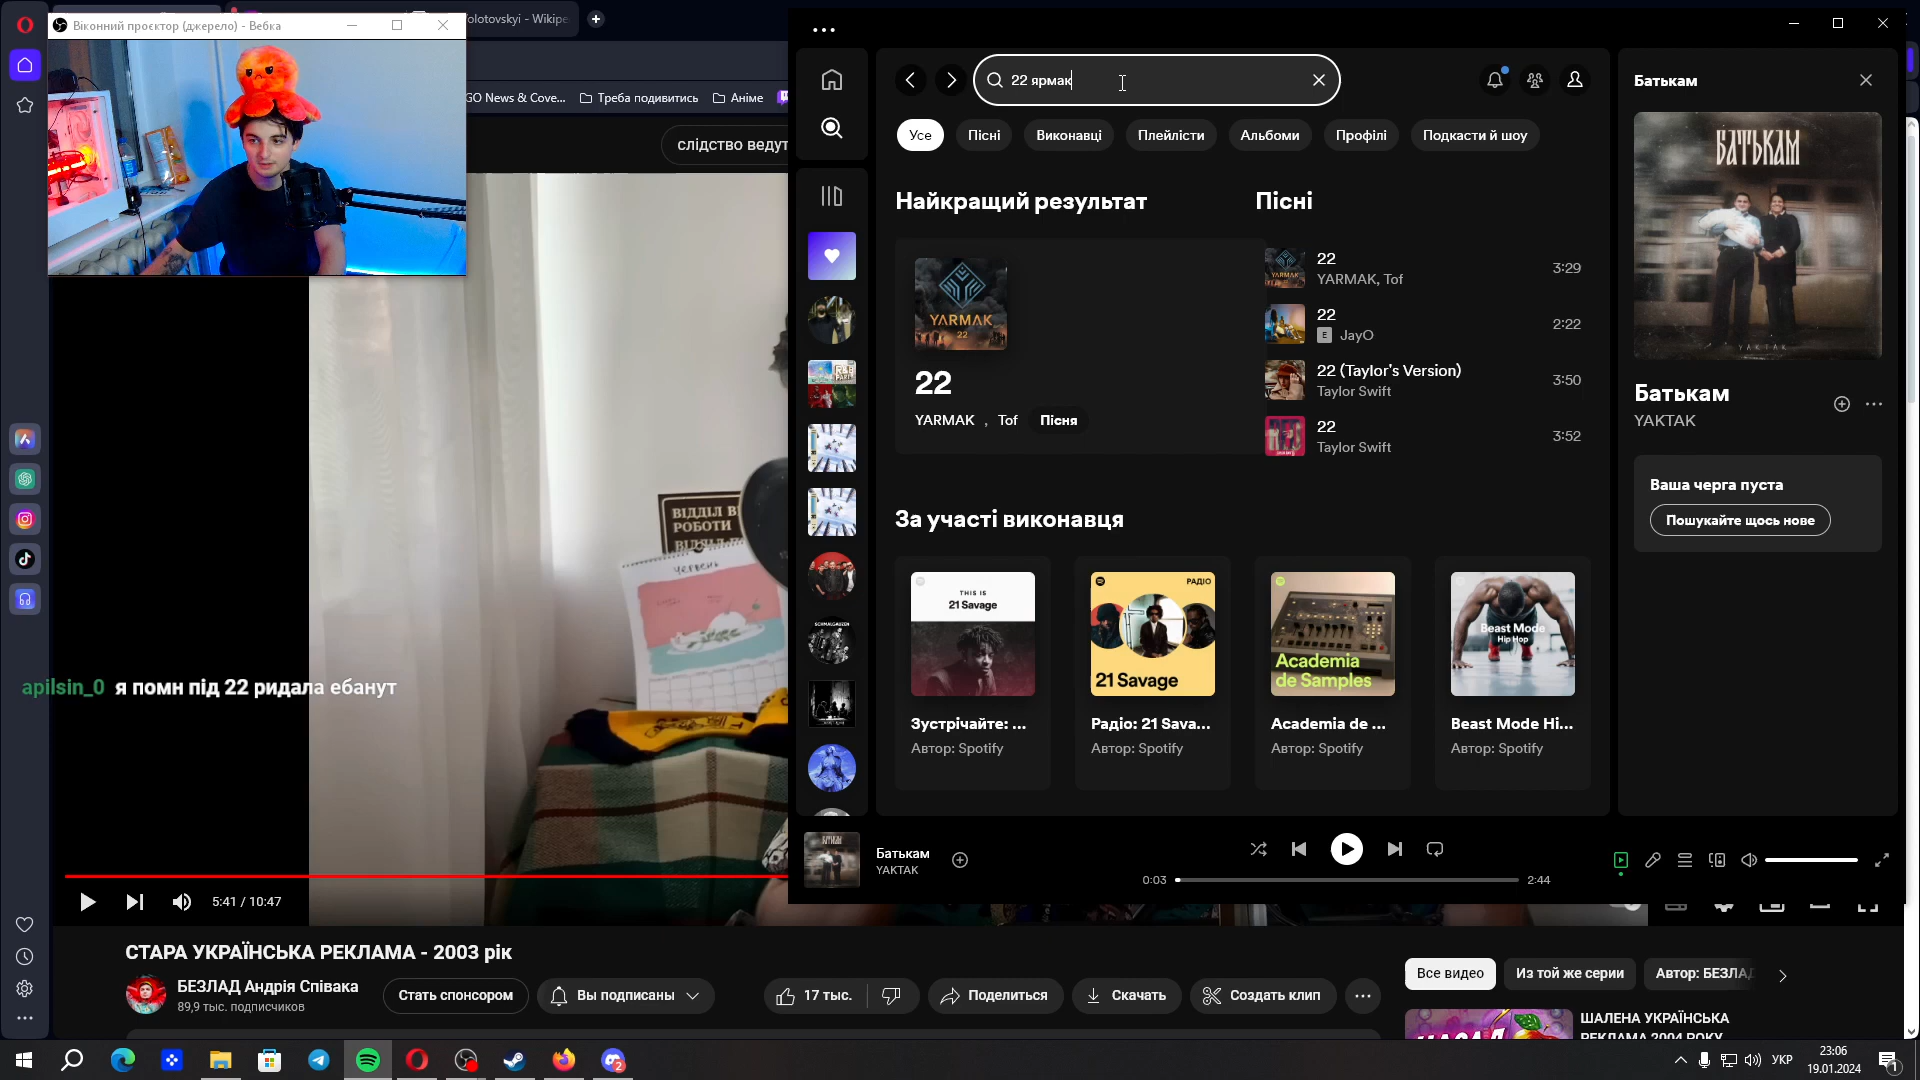 Віконний проєктор (джерело) - Вебка
olotovskyi - Wikipe
GO News & Cove...
Треба подивитись
Аніме
слідство ведут
ВІДДІЛ В
РОБОТИ
ЧЕРВЕНЬ
apilsin_0 я помн під 22 ридала ебанут
22 ярмак
Усе
Пісні
Виконавці
Плейлісти
Альбоми
Профілі
Подкасти й шоу
Найкращий результат
YARMAK
22
22
YARMAK , Tof
Пісня
Пісні
22
YARMAK, Tof
3:29
22
E JayO
2:22
22 (Taylor's Version)
Taylor Swift
3:50
22
Taylor Swift
3:52
За участі виконавця
THIS IS
21 Savage
Зустрічайте: ...
Автор: Spotify
РАДІО
21 Savage
Радіо: 21 Sava...
Автор: Spotify
Academia
de Samples
Academia de ...
Автор: Spotify
Beast Mode
Hip Hop
Beast Mode Hi...
Автор: Spotify
SCHMALGAUZEN
Батькам
БАТЬКАМ
YAKTAK
Батькам
YAKTAK
Ваша черга пуста
Пошукайте щось нове
Батькам
YAKTAK
0:03
2:44
5:41 / 10:47
СТАРА УКРАЇНСЬКА РЕКЛАМА - 2003 рік
БЕЗЛАД Андрія Співака
89,9 тыс. подписчиков
Стать спонсором
Вы подписаны
17 тыс.
Поделиться
Скачать
Создать клип
Все видео
Из той же серии
Автор: БЕЗЛАД
ШАЛЕНА УКРАЇНСЬКА
РЕКЛАМА 2004 РОКУ
2
УКР
23:06
19.01.2024
1